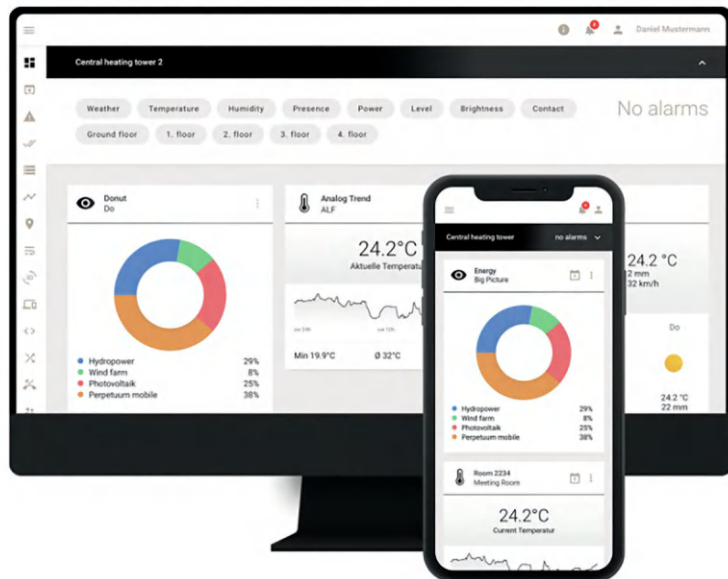 Daniel Mustermann
Central heating tower 2
Weather Temperature Humidity Presence Power Level Brightness Contact
No alarms
Ground floor 1. floor 2. floor 3. floor 4. floor
Donut
Do
Hydropower 29%
Wind farm 8%
Photovoltaik 25%
Perpetuum mobile 38%
Analog Trend
ALF
24.2°C
Aktuelle Temperatu
Min 19.9°C Ø 32°C
24.2 °C
2 mm
32 km/h
Do
24.2 °C
22 mm
Central heating tower no alarms
Energy
Big Picture
Hydropower 29%
Wind farm 8%
Photovoltaik 25%
Perpetuum mobile 38%
Room 2234
Meeting Room
24.2°C
Current Temperatur